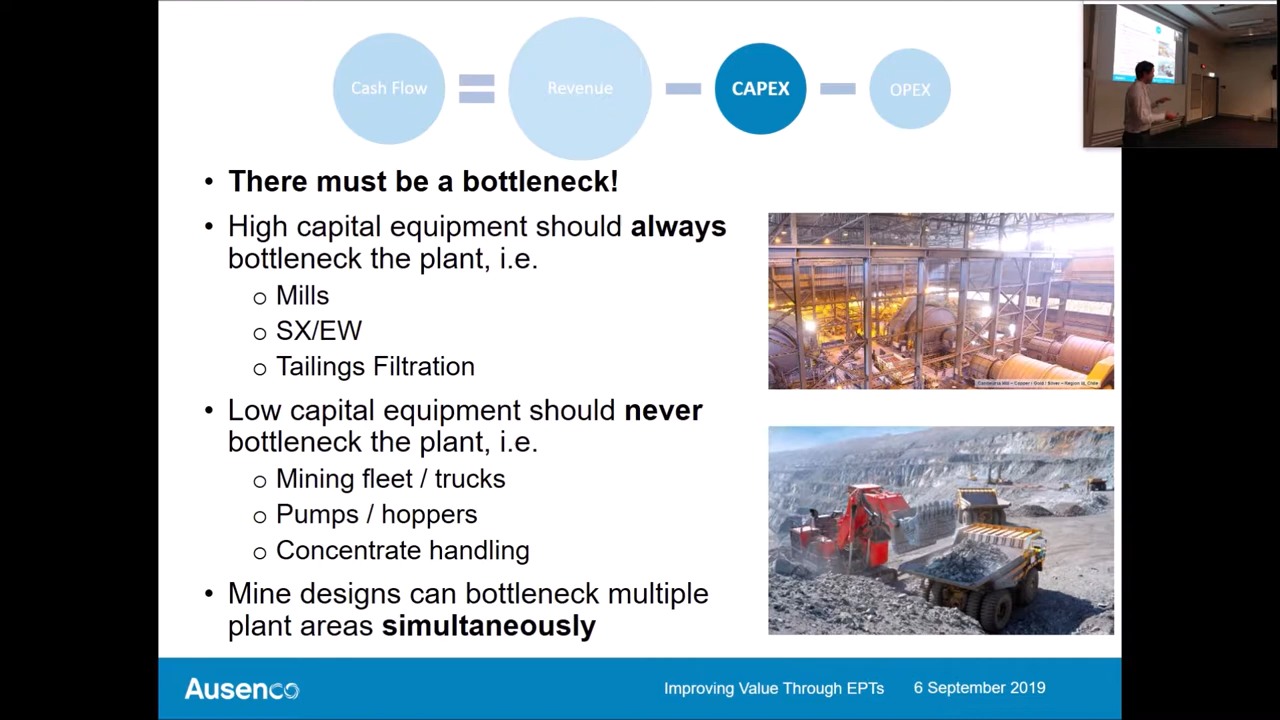 Cash Flow = Revenue - CAPEX - OPEX
• There must be a bottleneck!
• High capital equipment should always
bottleneck the plant, i.e.
o Mills
o SX/EW
o Tailings Filtration
• Low capital equipment should never
bottleneck the plant, i.e.
o Mining fleet / trucks
o Pumps / hoppers
o Concentrate handling
• Mine designs can bottleneck multiple
plant areas simultaneously
Ausenco
Improving Value Through EPTs 6 September 2019